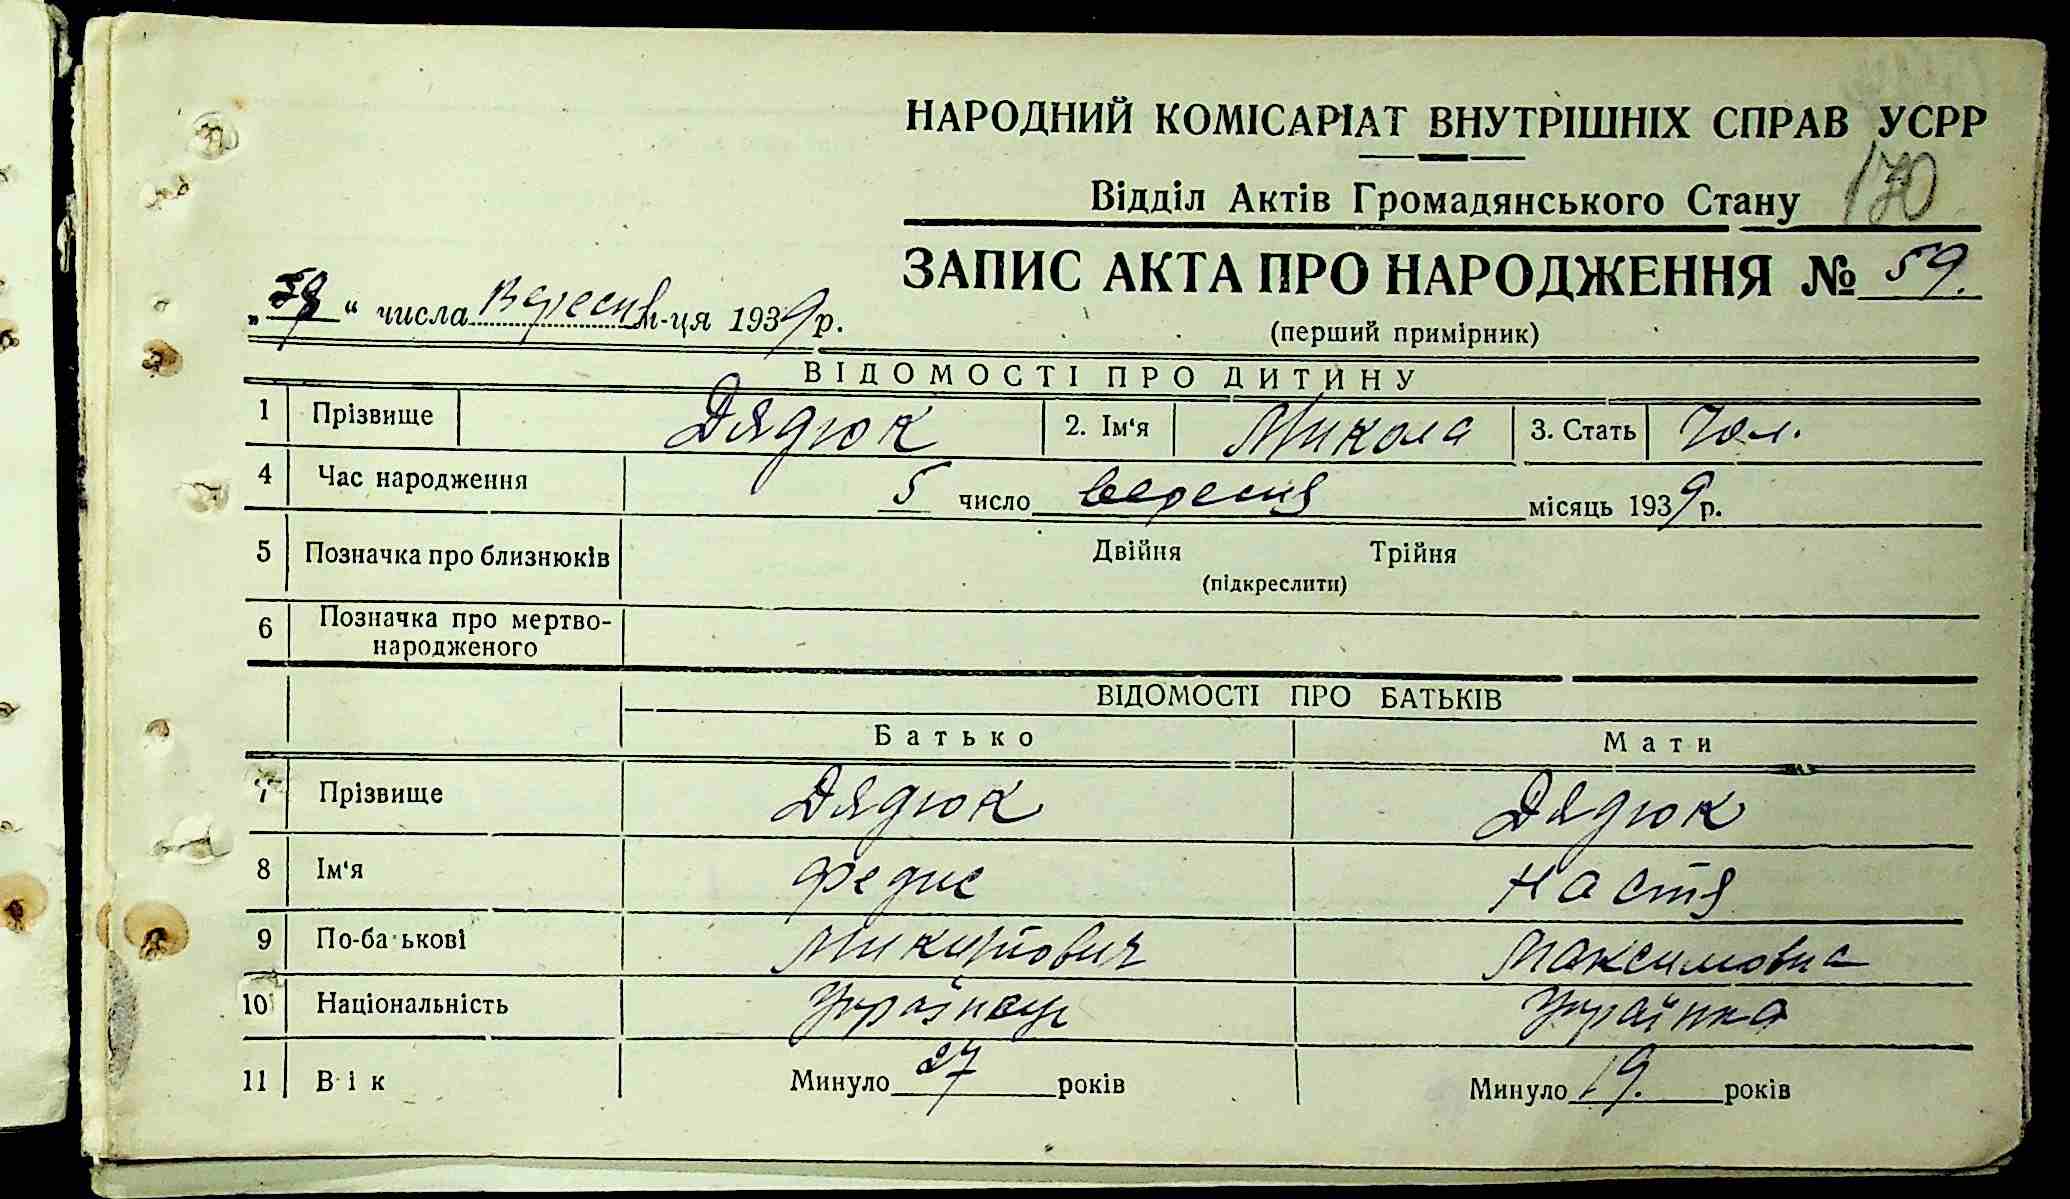 НАРОДНИЙ КОМІСАРІАТ ВНУТРІШНІХ СПРАВ УСРР
170
Відділ Актів Громадянського Стану
ЗАПИС АКТА ПРО НАРОДЖЕННЯ № 59.
„ “ числа Вересня м-ця 1939 р.
(перший примірник)
ВІДОМОСТІ ПРО ДИТИНУ
1 Прізвище Дядюк 2. Ім‘я Микола 3. Стать Чол.
4 Час народження 5 число вересня місяць 1939 р.
5 Позначка про близнюків Двійня Трійня
(підкреслити)
6 Позначка про мертво-
народженого
ВІДОМОСТІ ПРО БАТЬКІВ
Батько Мати
7 Прізвище Дядюк Дядюк
8 Ім‘я Федис Настя
9 По-батькові Максимовна
10 Національність Українець Українка
11 Вік Минуло 27 років Минуло 19. років